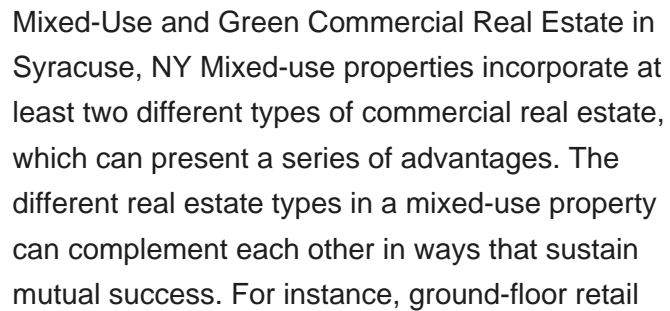 Mixed-Use and Green Commercial Real Estate in
Syracuse, NY Mixed-use properties incorporate at
least two different types of commercial real estate,
which can present a series of advantages. The
different real estate types in a mixed-use property
can complement each other in ways that sustain
mutual success. For instance, ground-floor retail